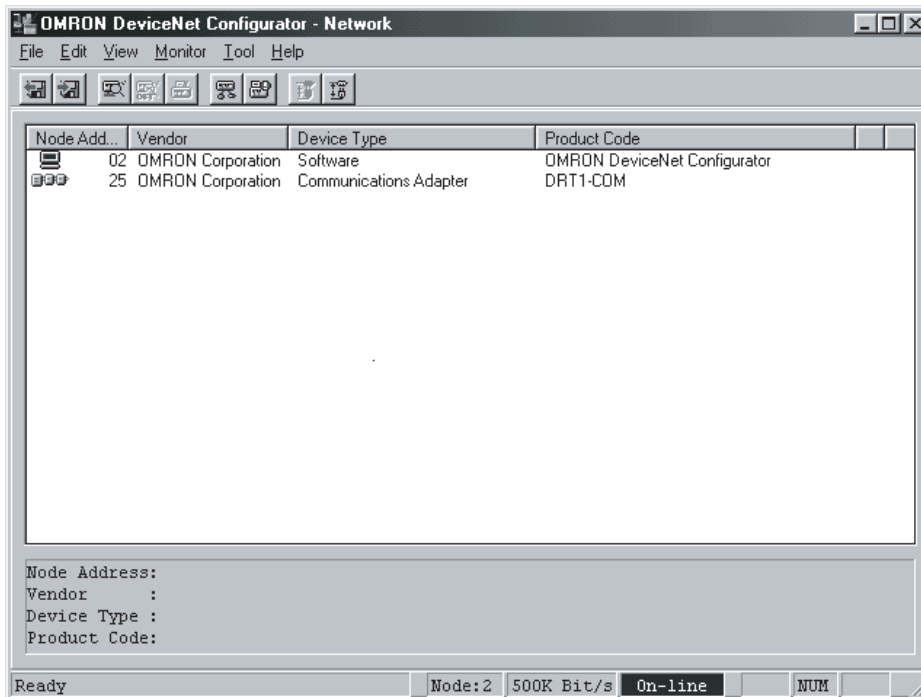 OMRON DeviceNet Configurator - Network
File Edit View Monitor Tool Help
Node Add... Vendor Device Type Product Code
02 OMRON Corporation Software OMRON DeviceNet Configurator
25 OMRON Corporation Communications Adapter DRT1-COM
Node Address:
Vendor :
Device Type :
Product Code:
Ready Node:2 500K Bit/s On-line NUM